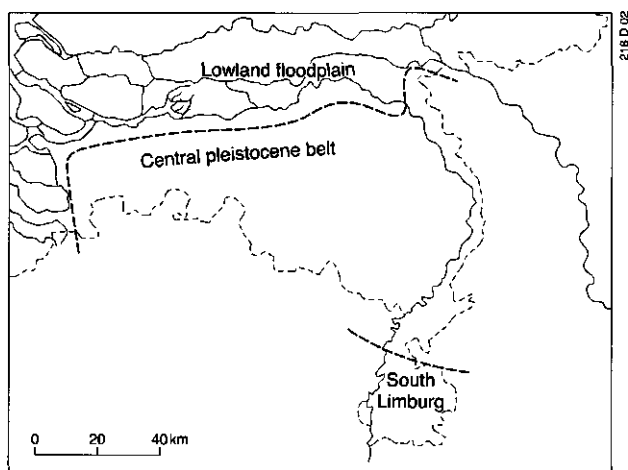 218 D 02
Lowland floodplain
Central pleistocene belt
South
Limburg
0 20 40 km